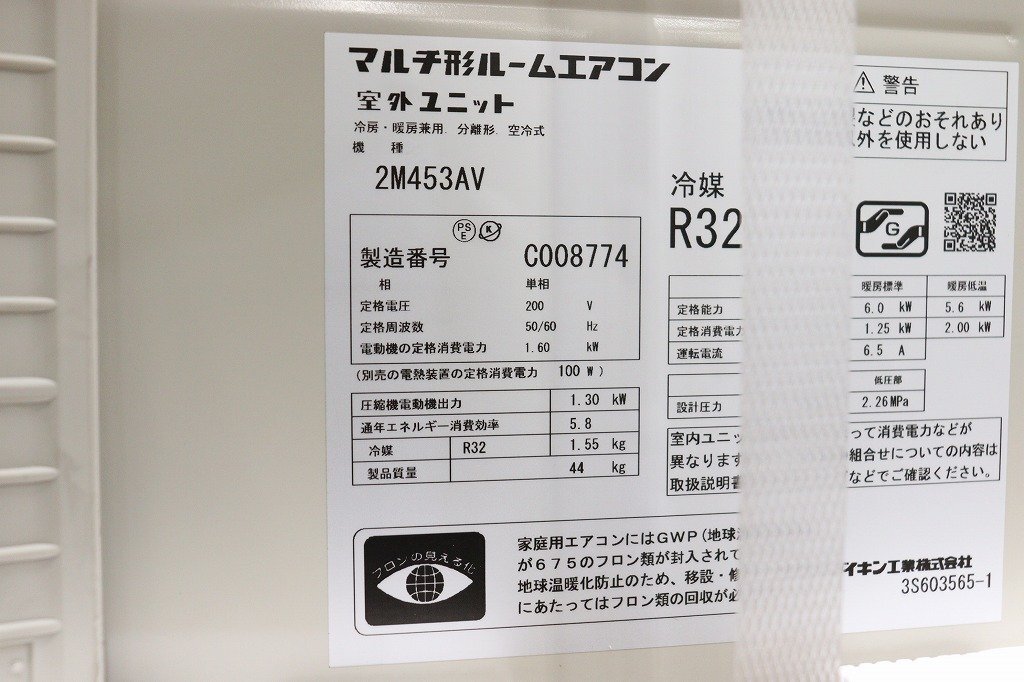 マルチ形ルームエアコン
室外ユニット
冷房・暖房兼用. 分離形. 空冷式
機 種
2M453AV
PS
E
K
製造番号 C008774
相 単相
定格電圧 200 V
定格周波数 50/60 Hz
電動機の定格消費電力 1.60 kW
(別売の電熱装置の定格消費電力 100 W)
圧縮機電動機出力 1.30 kW
通年エネルギー消費効率 5.8
冷媒 R32 1.55 kg
製品質量 44 kg
警告
などのおそれあり
外を使用しない
冷媒
R32
G
暖房標準 暖房低温
定格能力 6.0 kW 5.6 kW
定格消費電力 1.25 kW 2.00 kW
運転電流 6.5 A
低圧部
設計圧力 2.26MPa
室内ユニッ って消費電力などが
異なります 組合せについての内容は
取扱説明書 などでご確認ください。
フロンの見える化
家庭用エアコンにはGWP(地球
が675のフロン類が封入されて
地球温暖化防止のため、移設・修
にあたってはフロン類の回収が必
イキン工業株式会社
3S603565-1